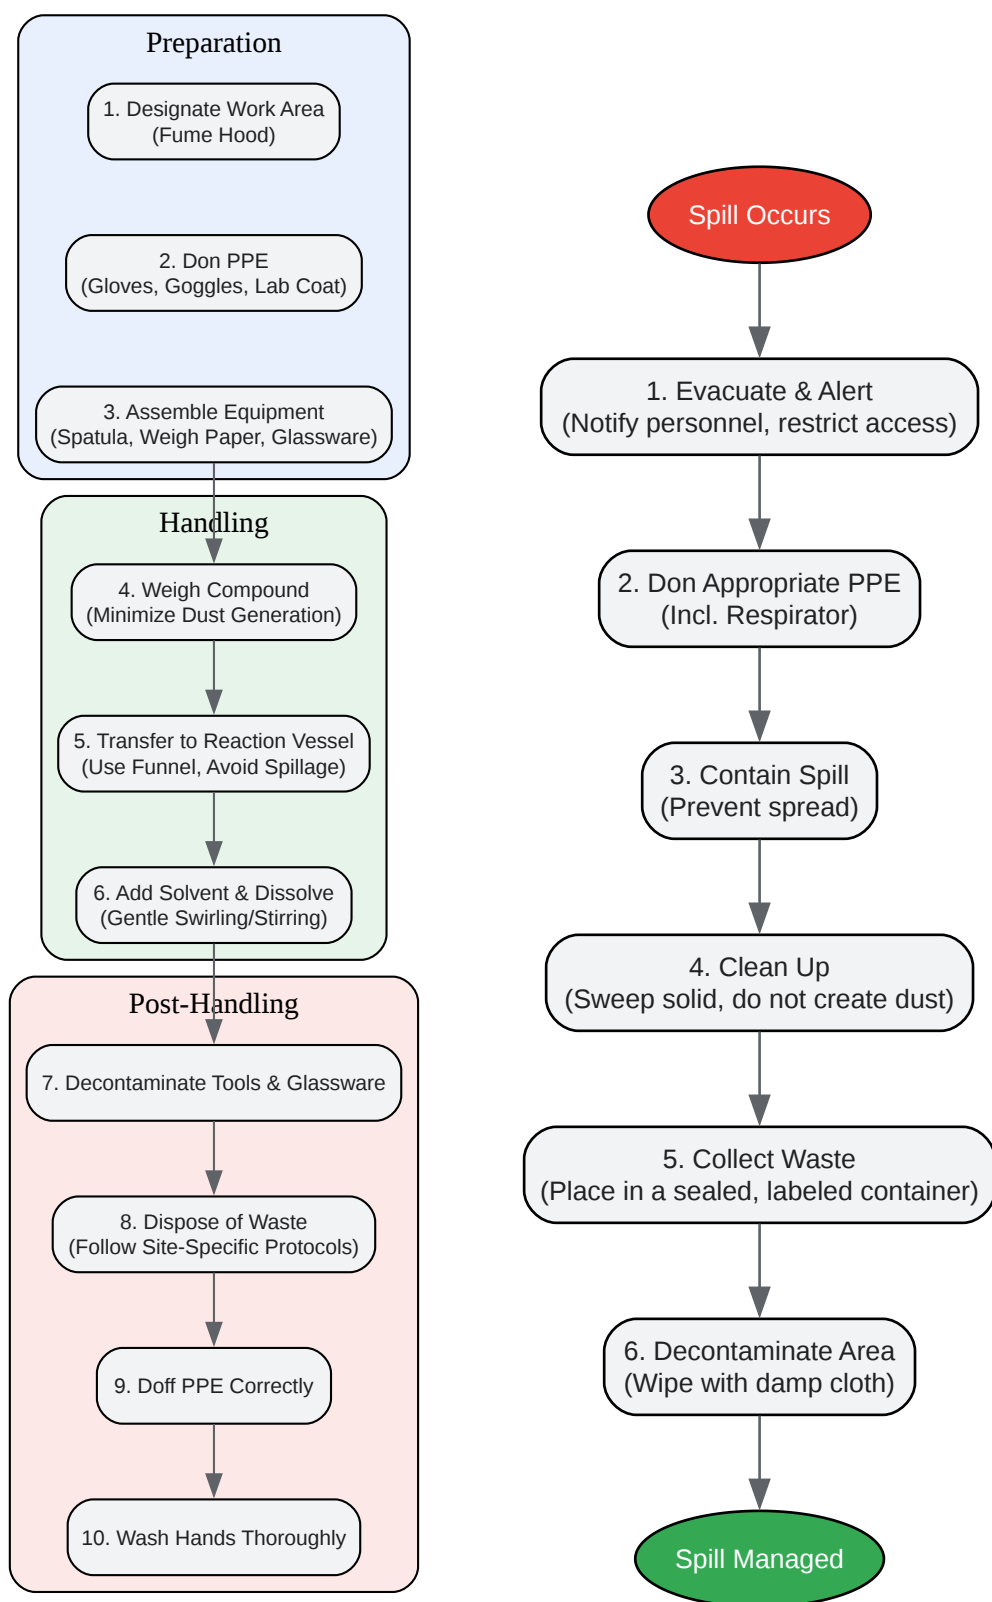 Preparation
1. Designate Work Area
(Fume Hood)
2. Don PPE
(Gloves, Goggles, Lab Coat)
3. Assemble Equipment
(Spatula, Weigh Paper, Glassware)
Handling
4. Weigh Compound
(Minimize Dust Generation)
5. Transfer to Reaction Vessel
(Use Funnel, Avoid Spillage)
6. Add Solvent & Dissolve
(Gentle Swirling/Stirring)
Post-Handling
7. Decontaminate Tools & Glassware
8. Dispose of Waste
(Follow Site-Specific Protocols)
9. Doff PPE Correctly
10. Wash Hands Thoroughly
Spill Occurs
1. Evacuate & Alert
(Notify personnel, restrict access)
2. Don Appropriate PPE
(Incl. Respirator)
3. Contain Spill
(Prevent spread)
4. Clean Up
(Sweep solid, do not create dust)
5. Collect Waste
(Place in a sealed, labeled container)
6. Decontaminate Area
(Wipe with damp cloth)
Spill Managed